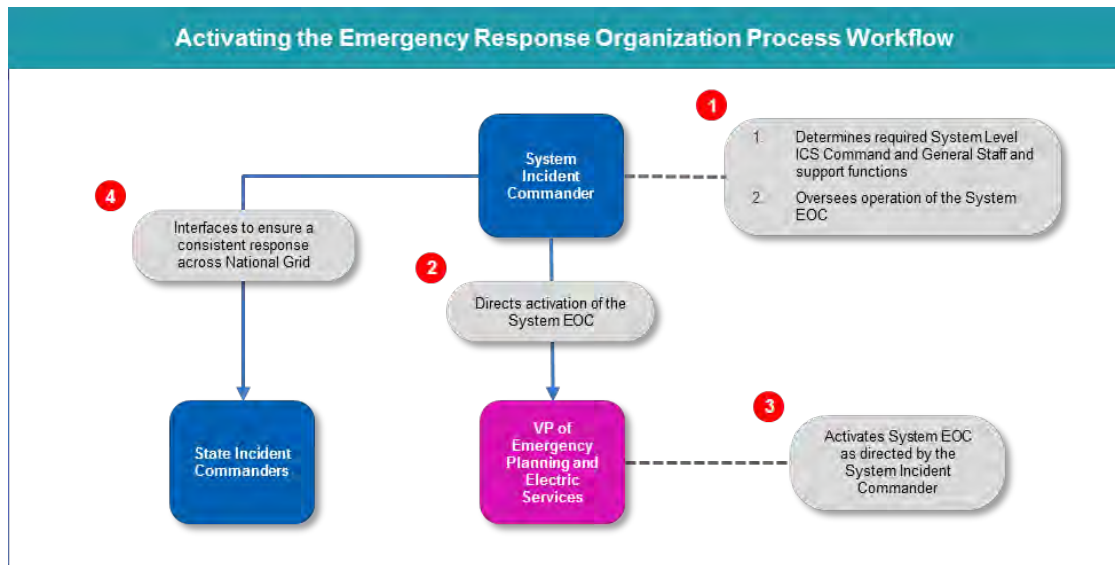 Activating the Emergency Response Organization Process Workflow
1
1. Determines required System Level
ICS Command and General Staff and
support functions
2. Oversees operation of the System
EOC
System
Incident
Commander
4
Interfaces to ensure a
consistent response
across National Grid
2
Directs activation of the
System EOC
State Incident
Commanders
VP of
Emergency
Planning and
Electric
Services
3
Activates System EOC
as directed by the
System Incident
Commander